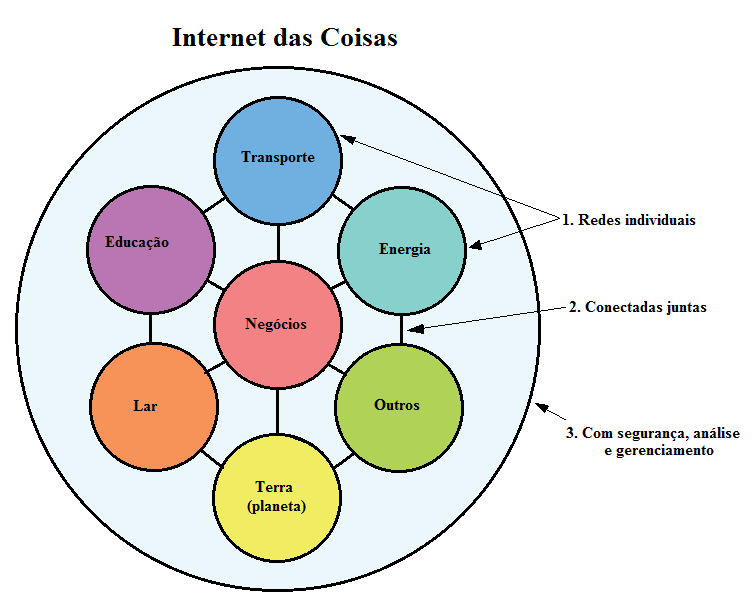 Internet das Coisas
Transporte
1. Redes individuais
Educação
Energia
2. Conectadas juntas
Negócios
Lar
Outros
3. Com segurança, análise
e gerenciamento
Terra
(planeta)